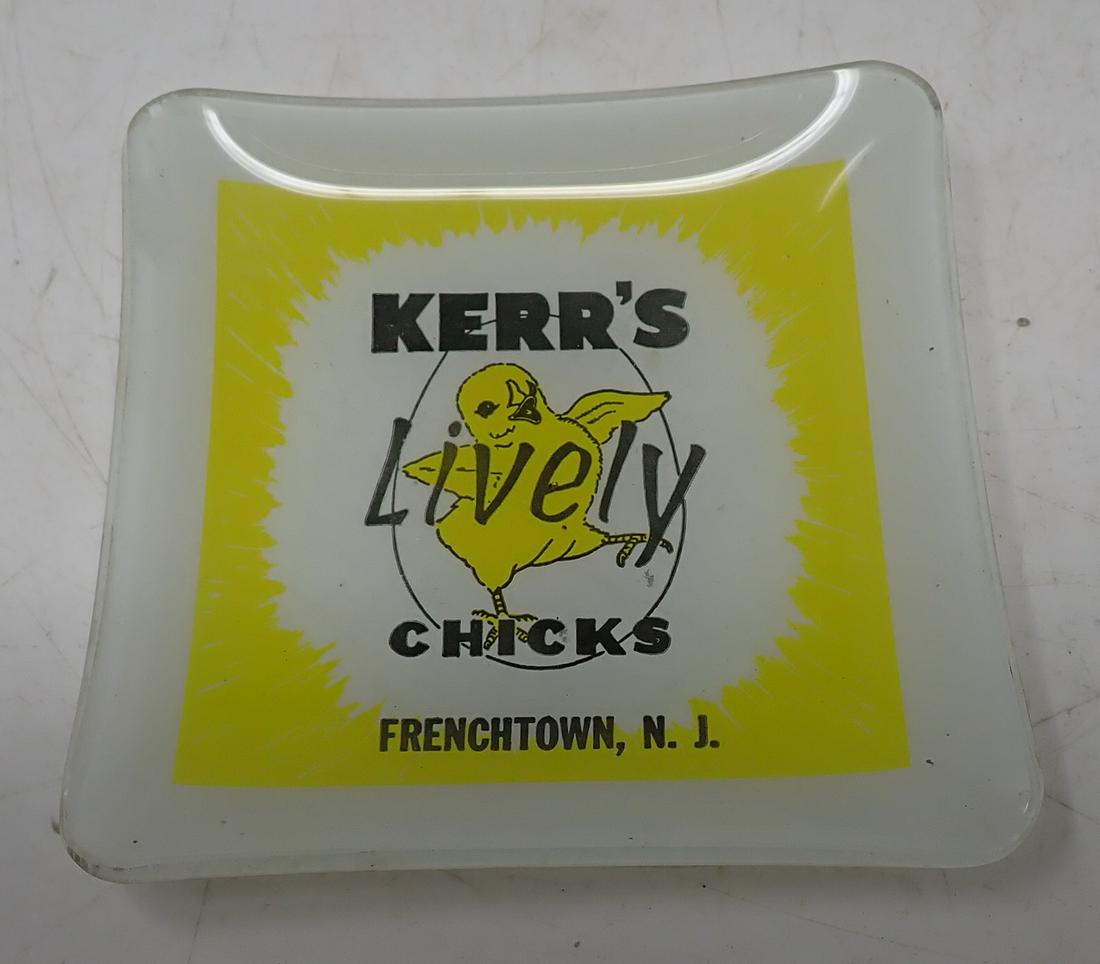 KERR'S
Lively
CHICKS
FRENCHTOWN, N. J.